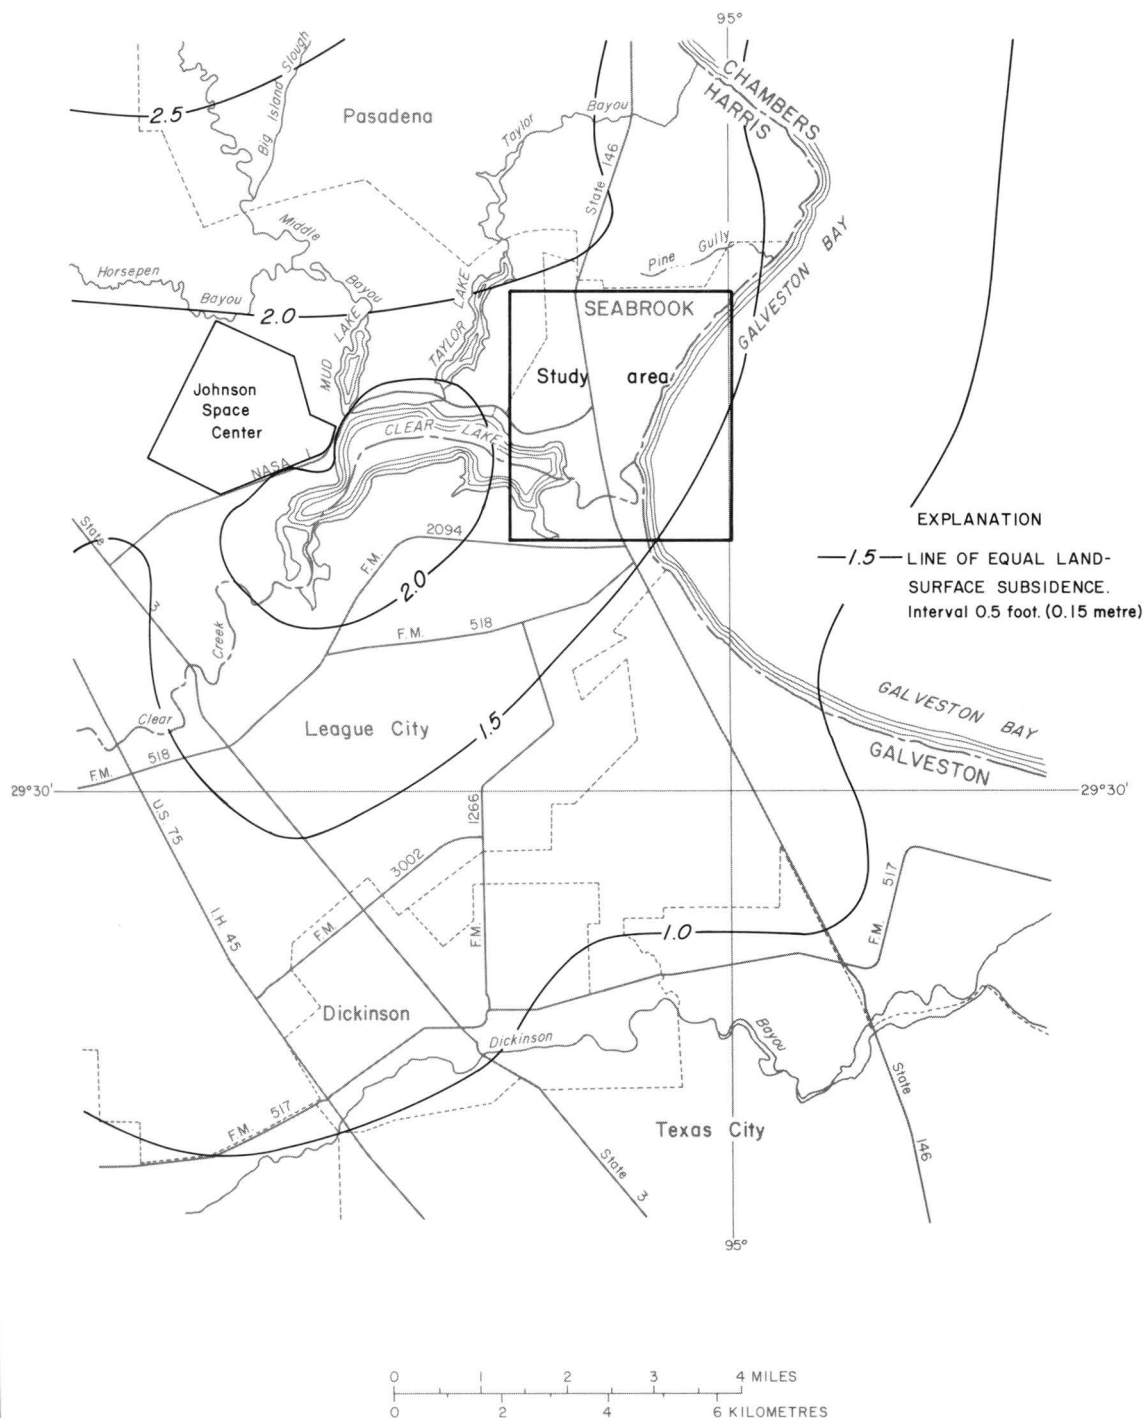 95°
CHAMBERS
HARRIS
2.5
Big Island Slough
Pasadena
Taylor
Bayou
State 146
Middle
Bayou
Horsepen
Bayou
Pine Gully
GALVESTON BAY
2.0
MUD LAKE
TAYLOR LAKE
SEABROOK
Study area
Johnson
Space
Center
CLEAR LAKE
NASA 1
State
3
2094
F.M.
2.0
EXPLANATION
1.5 LINE OF EQUAL LAND-
SURFACE SUBSIDENCE.
Interval 0.5 foot. (0.15 metre)
Creek
F.M. 518
Clear
League City
1.5
GALVESTON BAY
GALVESTON
F.M. 518
29°30'
29°30'
U.S. 75
1266
3002
F.M.
I.H. 45
F.M.
517
F.M.
1.0
Dickinson
Dickinson
Bayou
F.M. 517
State
146
Texas City
State 3
95°
0 1 2 3 4 MILES
0 2 4 6 KILOMETRES